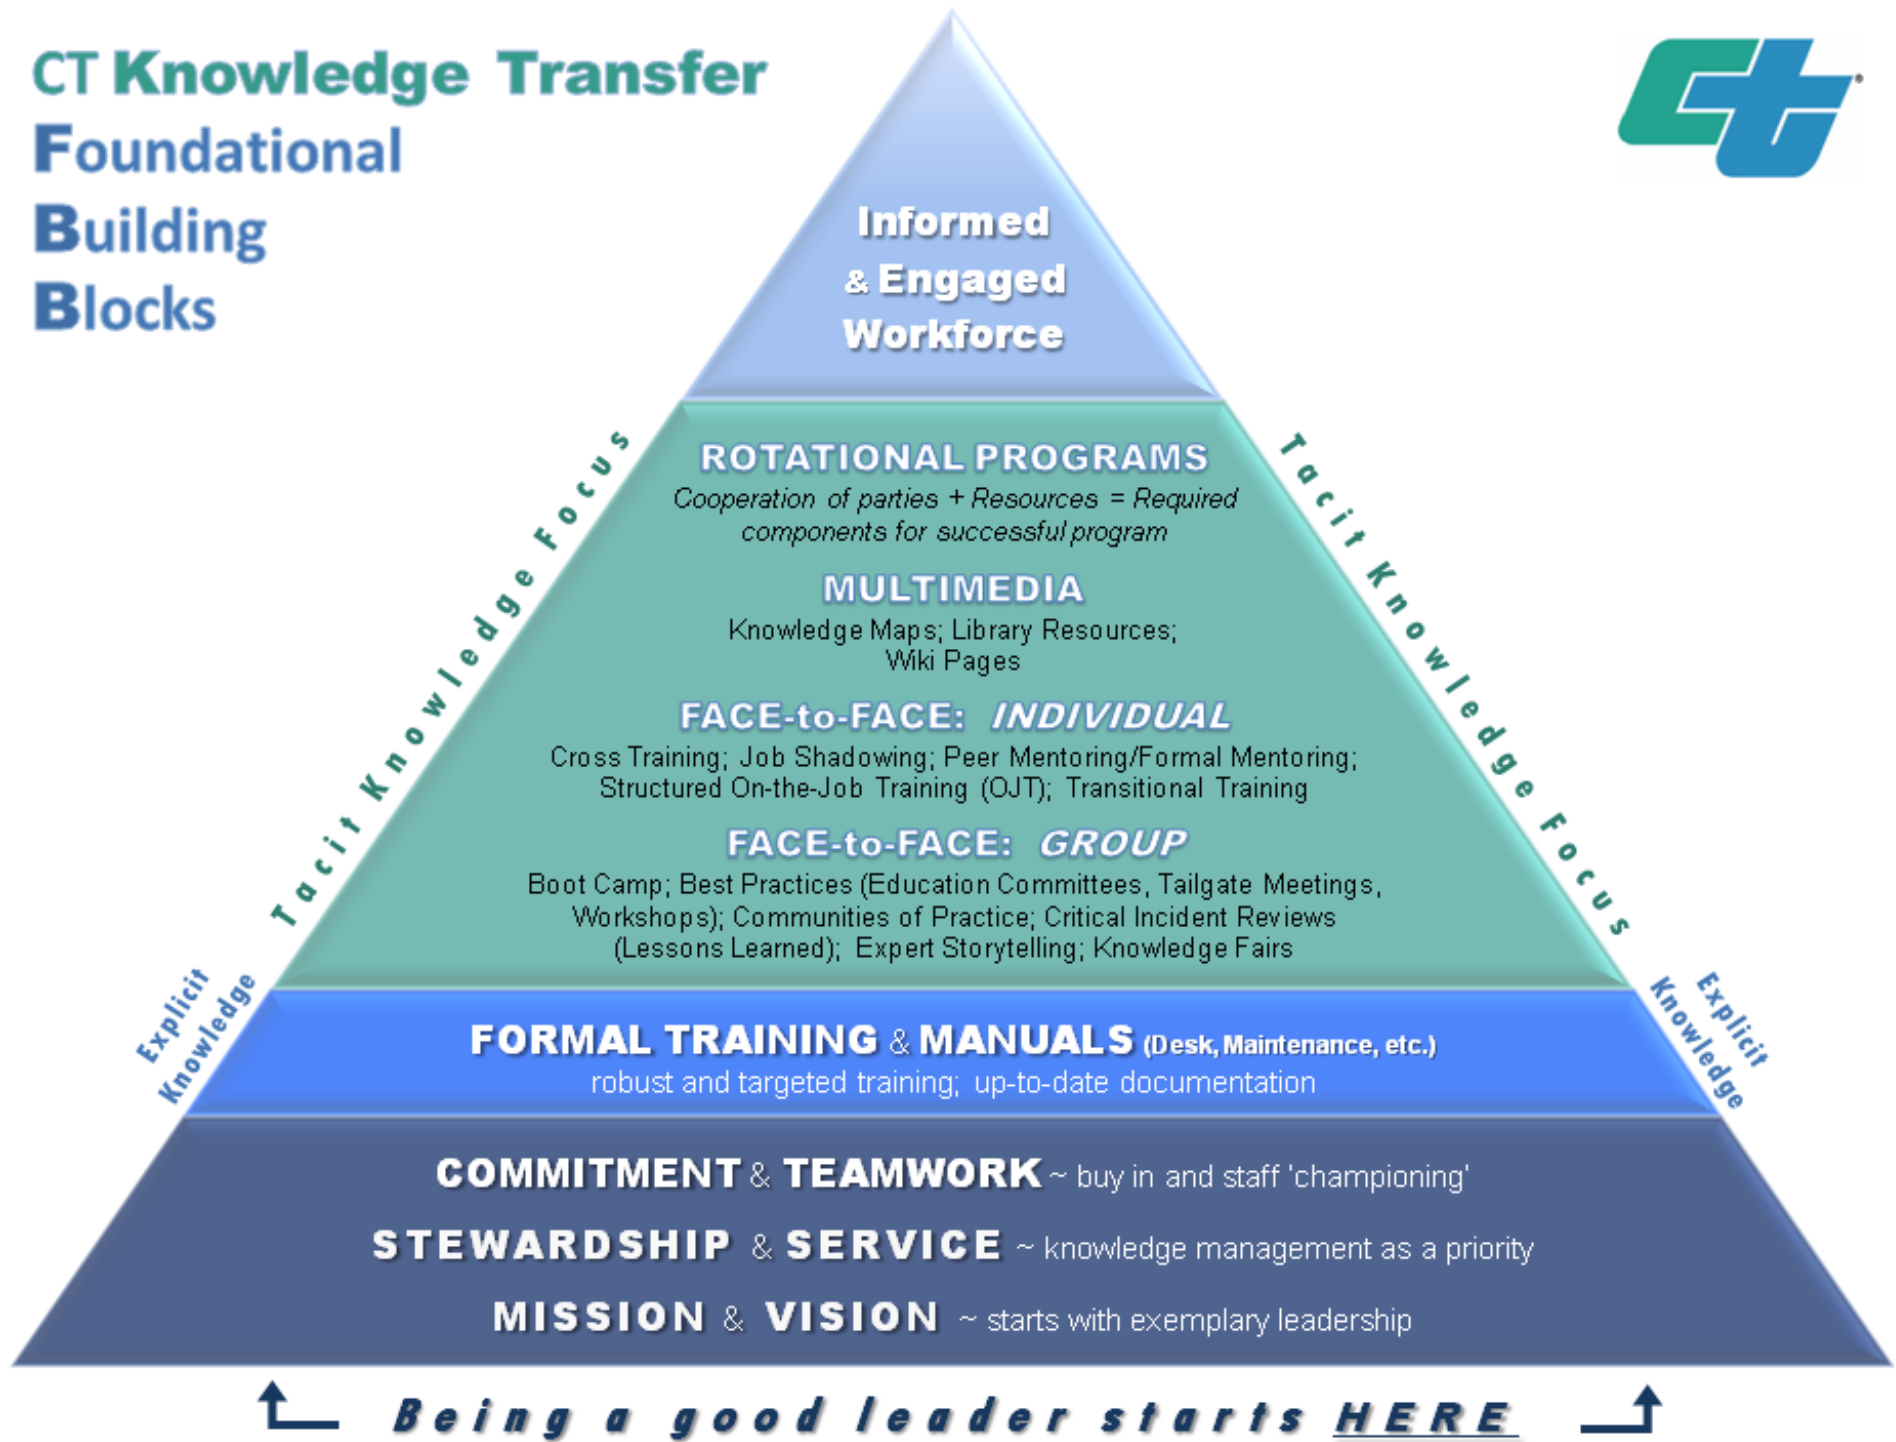 CT Knowledge Transfer
Foundational
Building
Blocks
Ct
Informed
& Engaged
Workforce
Tacit Knowledge Focus
Tacit Knowledge Focus
ROTATIONAL PROGRAMS
Cooperation of parties + Resources = Required
components for successful program
MULTIMEDIA
Knowledge Maps; Library Resources;
Wiki Pages
FACE-to-FACE: INDIVIDUAL
Cross Training; Job Shadowing; Peer Mentoring/Formal Mentoring;
Structured On-the-Job Training (OJT); Transitional Training
FACE-to-FACE: GROUP
Boot Camp; Best Practices (Education Committees, Tailgate Meetings,
Workshops); Communities of Practice; Critical Incident Reviews
(Lessons Learned); Expert Storytelling; Knowledge Fairs
Explicit
Knowledge
Explicit
Knowledge
FORMAL TRAINING & MANUALS (Desk, Maintenance, etc.)
robust and targeted training; up-to-date documentation
COMMITMENT & TEAMWORK ~ buy in and staff 'championing'
STEWARDSHIP & SERVICE ~ knowledge management as a priority
MISSION & VISION ~ starts with exemplary leadership
Being a good leader starts HERE